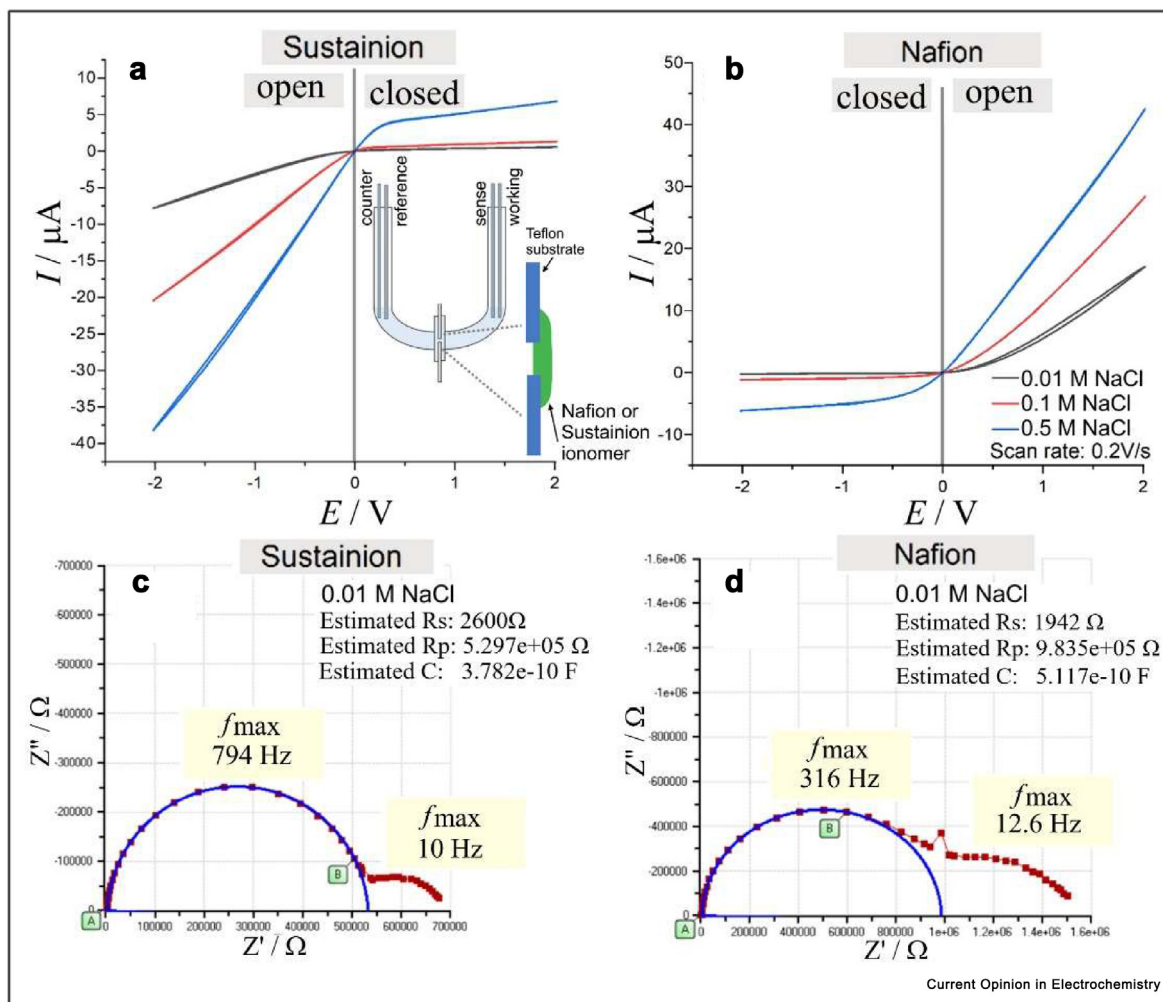 a
Sustainion
open
closed
10
5
0
-5
-10
-15
-20
-25
-30
-35
-40
I / µA
-2
-1
0
1
2
E / V
counter
reference
sense
working
Teflon
substrate
Nafion or
Sustainion
ionomer
b
Nafion
closed
open
50
40
30
20
10
0
-10
I / µA
-2
-1
0
1
2
E / V
0.01 M NaCl
0.1 M NaCl
0.5 M NaCl
Scan rate: 0.2V/s
c
Sustainion
0.01 M NaCl
Estimated Rs: 2600Ω
Estimated Rp: 5.297e+05 Ω
Estimated C: 3.782e-10 F
fmax
794 Hz
fmax
10 Hz
-700000
-600000
-500000
-400000
-300000
-200000
-100000
0
Z" / Ω
A
B
0
100000
200000
300000
400000
500000
600000
700000
Z' / Ω
d
Nafion
0.01 M NaCl
Estimated Rs: 1942 Ω
Estimated Rp: 9.835e+05 Ω
Estimated C: 5.117e-10 F
fmax
316 Hz
fmax
12.6 Hz
-1.6e+06
-1.4e+06
-1.2e+06
-1e+06
-800000
-600000
-400000
-200000
0
Z" / Ω
A
B
0
200000
400000
600000
800000
1e+06
1.2e+06
1.4e+06
1.6e+06
Z' / Ω
Current Opinion in Electrochemistry